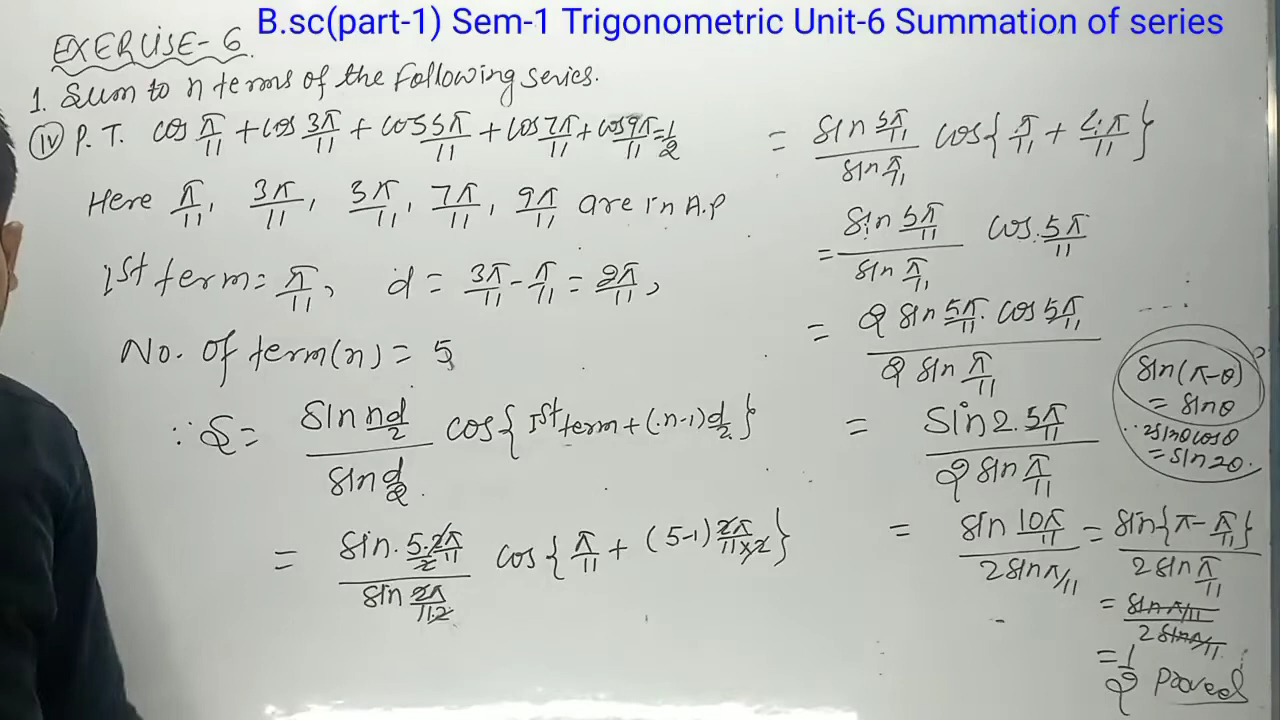 B.sc(part-1) Sem-1 Trigonometric Unit-6 Summation of series
EXERCISE-6
1. Sum to n terms of the following series.
(iv) P.T. cos π/11 + cos 3π/11 + cos 5π/11 + cos 7π/11 + cos 9π/11 = 1/2
Here π/11, 3π/11, 3π/11, 7π/11, 9π/11 are in A.P
1st term = π/11, d = 3π/11 - π/11 = 2π/11,
No. of term(n) = 5
∵ S = sin nd/2 / sin d/2 cos{1st term + (n-1) d/2}
= sin. 5.2π/11.2 / sin 2π/11.2 cos{π/11 + (5-1) 2π/11×2}
= sin 5π/11 / sin π/11 cos{π/11 + 4π/11}
= sin 5π/11 / sin π/11 cos 5π/11
= 2 sin 5π/11 . cos 5π/11 / 2 sin π/11
= sin 2. 5π/11 / 2 sin π/11
= sin 10π/11 / 2 sin π/11 = sin{π - π/11} / 2 sin π/11
= sin π/11 / 2 sin π/11
= 1/2 Proved
sin(π-θ)
= sinθ
∵ 2sinθcosθ
= sin2θ.